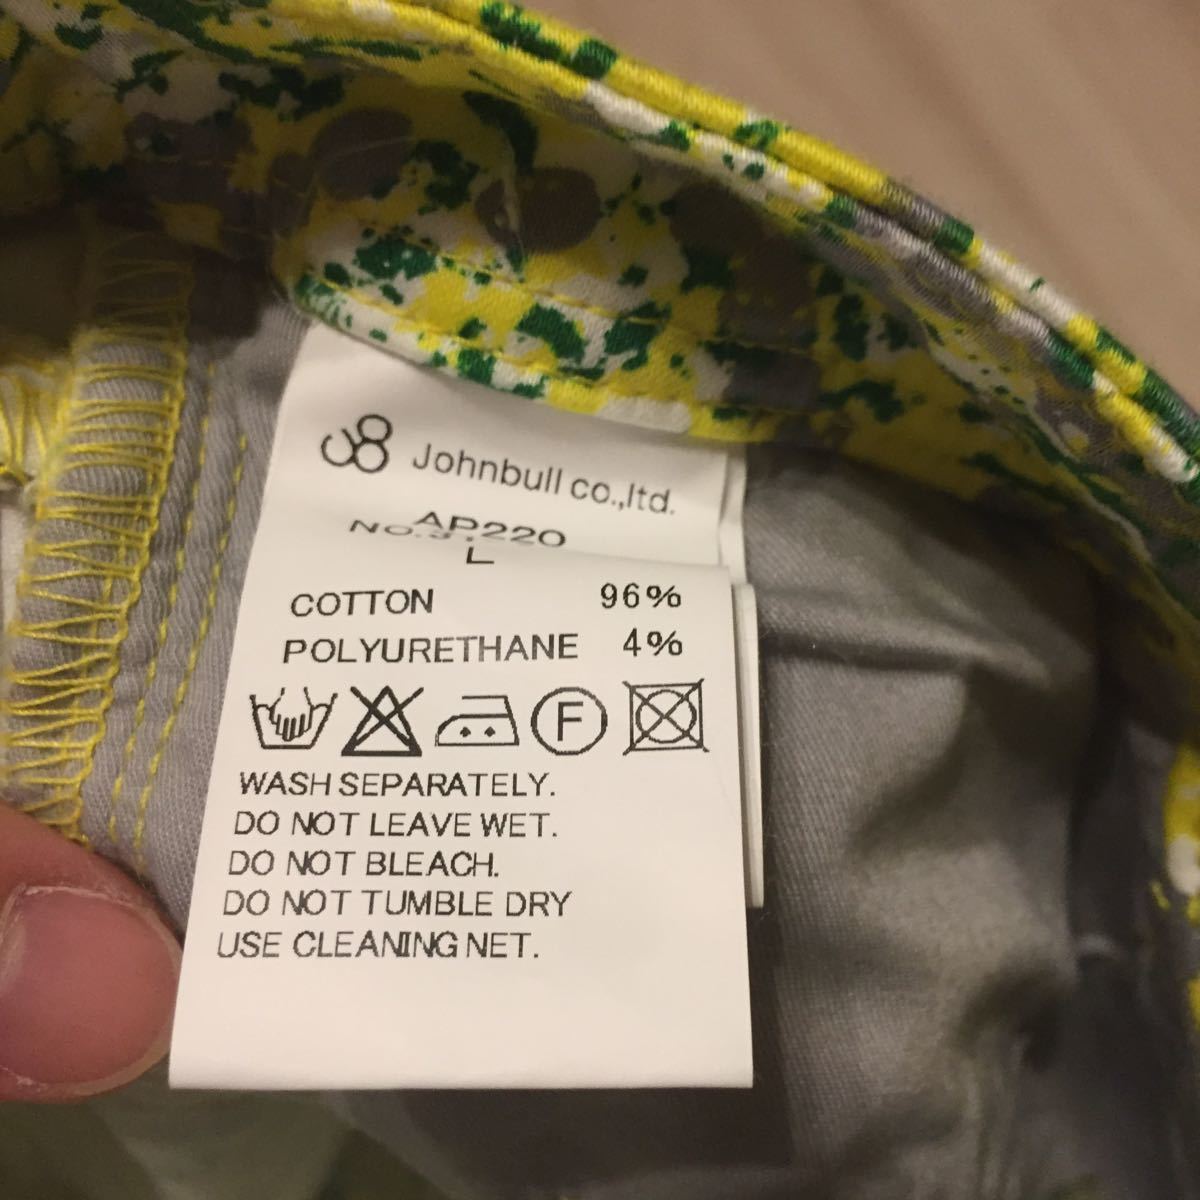 Johnbull co.,ltd.
AP220
L
COTTON 96%
POLYURETHANE 4%
F
WASH SEPARATELY.
DO NOT LEAVE WET.
DO NOT BLEACH.
DO NOT TUMBLE DRY
USE CLEANING NET.